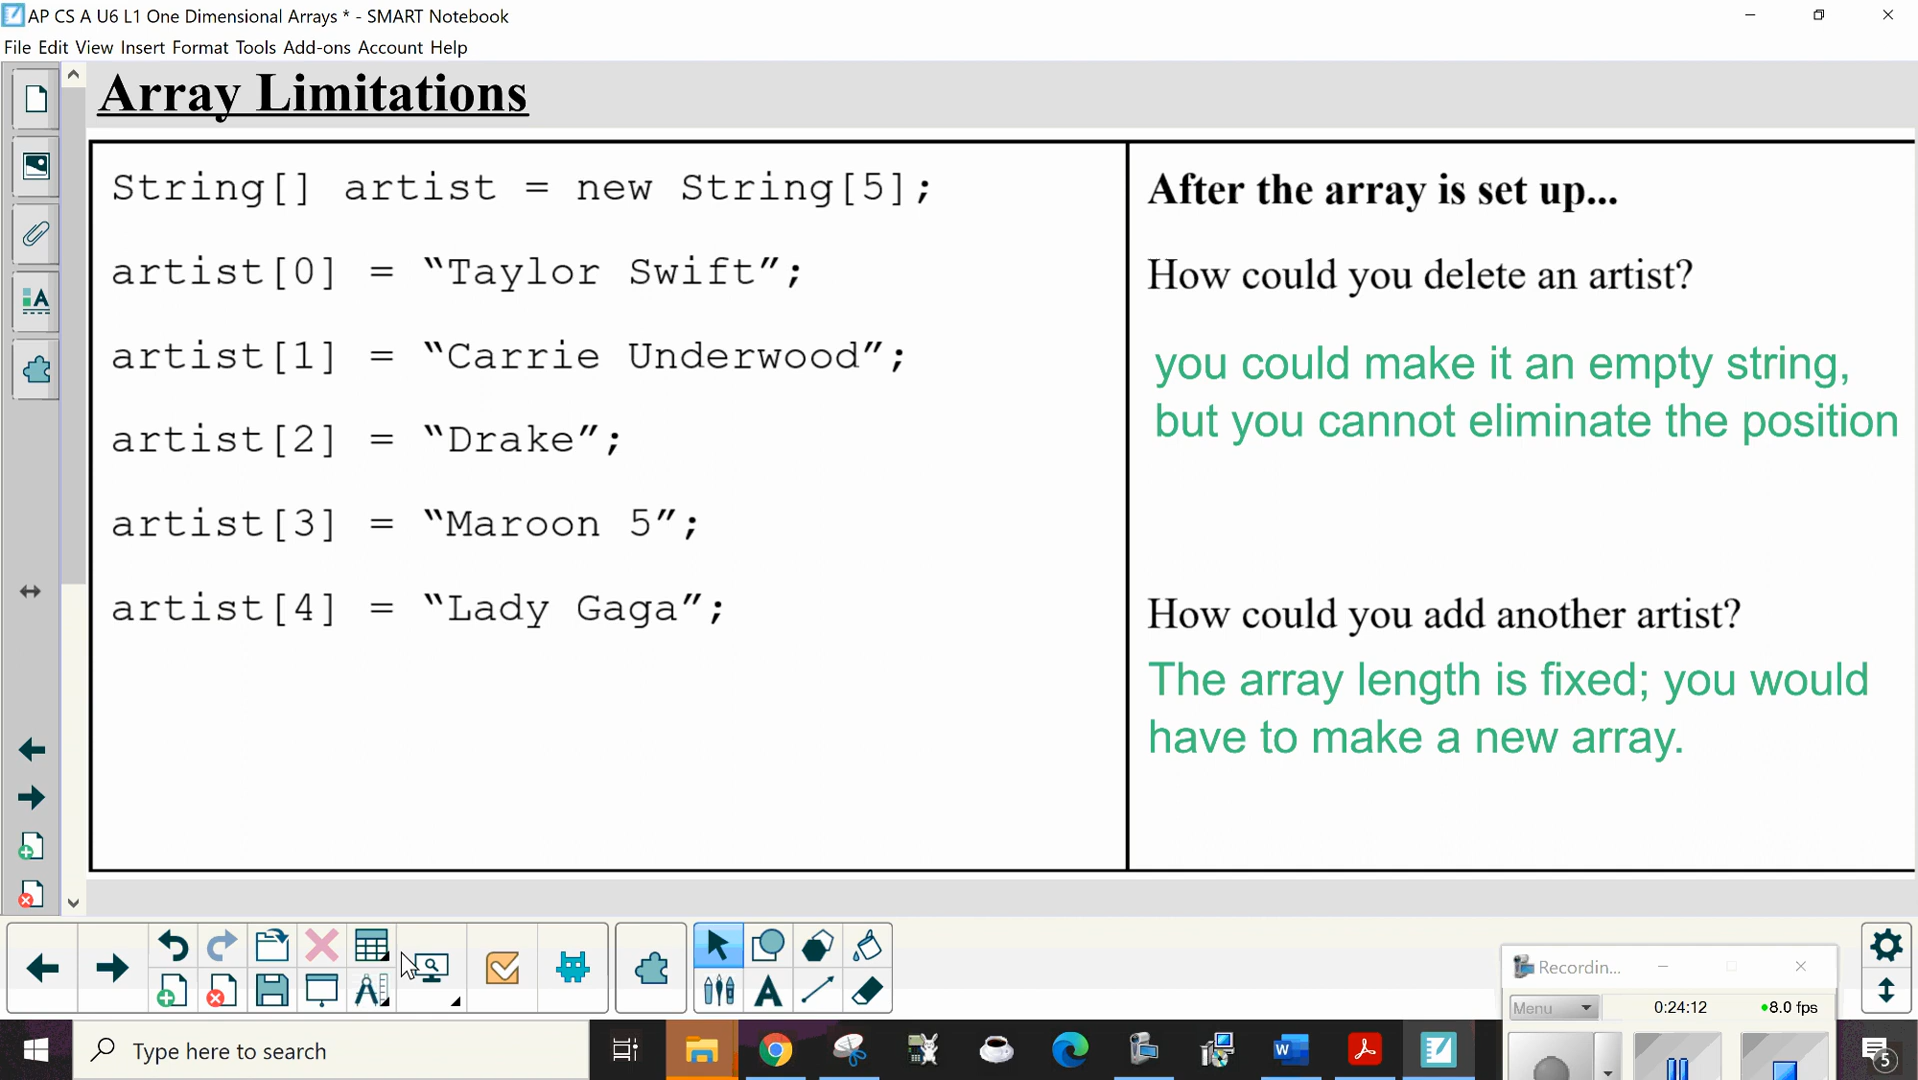 AP CS A U6 L1 One Dimensional Arrays * - SMART Notebook
File Edit View Insert Format Tools Add-ons Account Help
Array Limitations
String[] artist = new String[5];
artist[0] = “Taylor Swift”;
artist[1] = “Carrie Underwood”;
artist[2] = “Drake”;
artist[3] = “Maroon 5”;
artist[4] = “Lady Gaga”;
After the array is set up...
How could you delete an artist?
you could make it an empty string,
but you cannot eliminate the position
How could you add another artist?
The array length is fixed; you would
have to make a new array.
Recordin...
Menu
0:24:12
8.0 fps
Type here to search
5